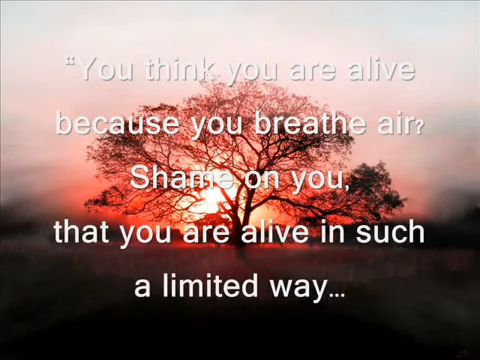 “You think you are alive
because you breathe air?
Shame on you,
that you are alive in such
a limited way...